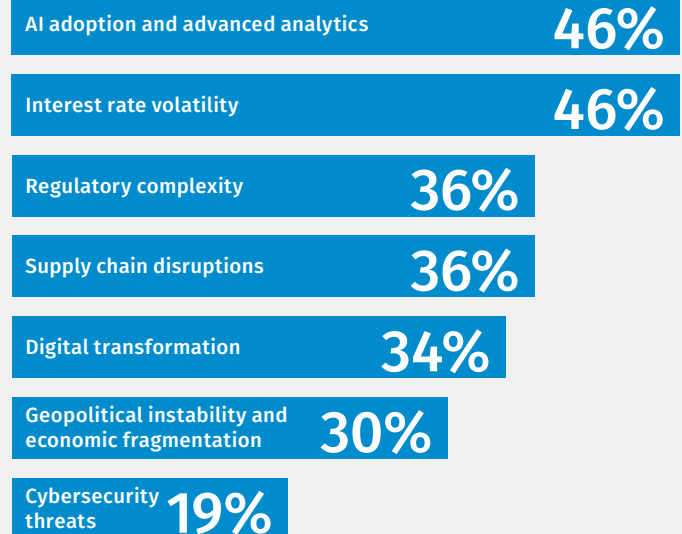 AI adoption and advanced analytics 46%
Interest rate volatility 46%
Regulatory complexity 36%
Supply chain disruptions 36%
Digital transformation 34%
Geopolitical instability and
economic fragmentation 30%
Cybersecurity
threats 19%